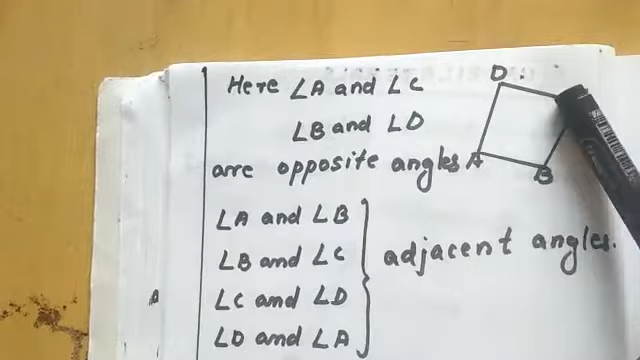 Here ∠A and ∠C
∠B and ∠D
are opposite angles
D
A
B
∠A and ∠B
∠B and ∠C
∠C and ∠D
∠D and ∠A
adjacent angles.